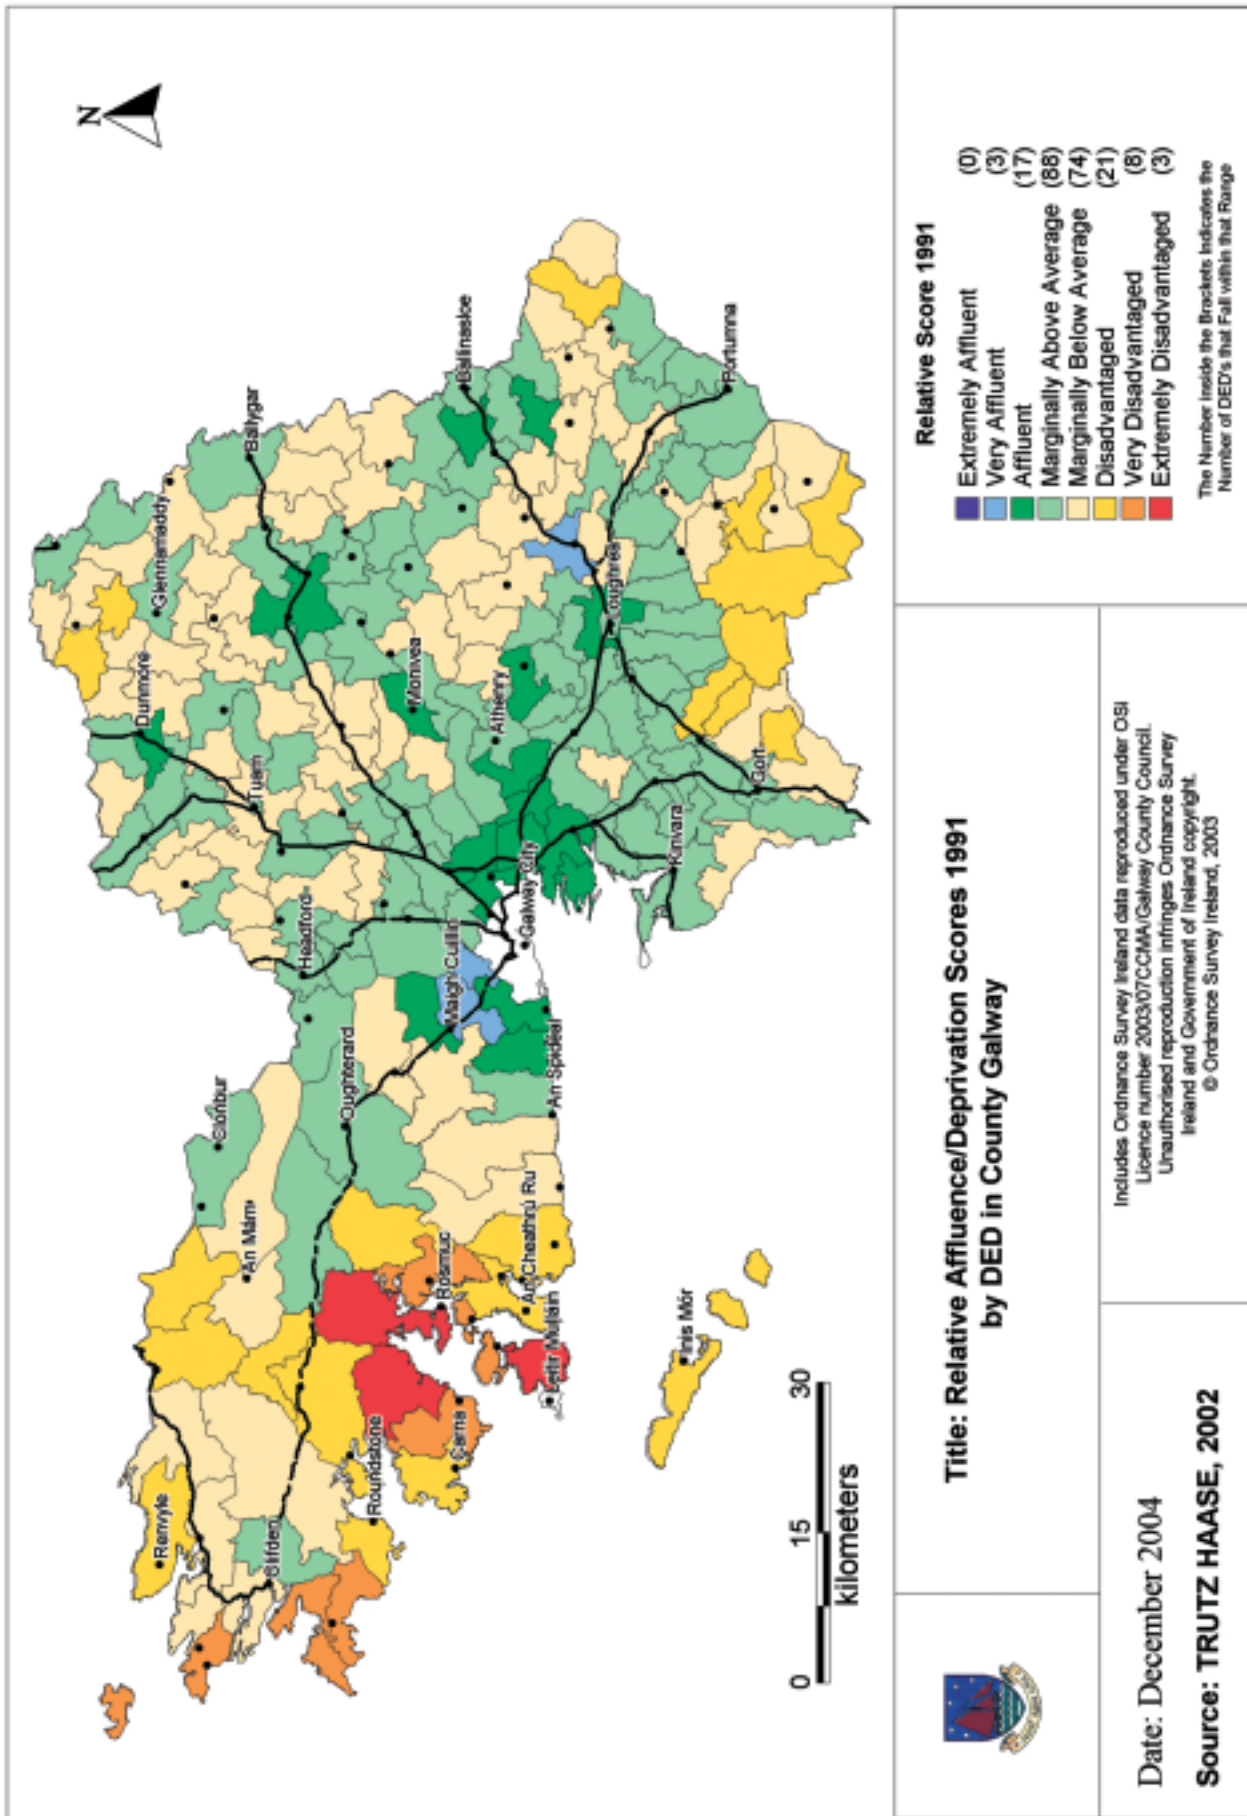 N
Ballygar
Glennamaddy
Dunmore
Tuam
Ballinasloe
Monivea
Athenry
Loughrea
Portumna
Headford
Galway City
Maigh Cuilin
Kinvara
Gort
Clonbur
Oughterard
An Spidéal
An Mám
An Cheathrú Ru
Rosmuc
Leitir Mulláin
Inis Mór
Renvyle
Clifden
Roundstone
Carna
0 15 30
kilometers
Relative Score 1991
Extremely Affluent (0)
Very Affluent (3)
Affluent (17)
Marginally Above Average (88)
Marginally Below Average (74)
Disadvantaged (21)
Very Disadvantaged (8)
Extremely Disadvantaged (3)
The Number inside the Brackets indicates the
Number of DED's that Fall within that Range
Title: Relative Affluence/Deprivation Scores 1991
by DED in County Galway
Includes Ordnance Survey Ireland data reproduced under OSi
Licence number 2003/07CCMA/Galway County Council.
Unauthorised reproduction infringes Ordnance Survey
Ireland and Government of Ireland copyright.
© Ordnance Survey Ireland, 2003
Date: December 2004
Source: TRUTZ HAASE, 2002